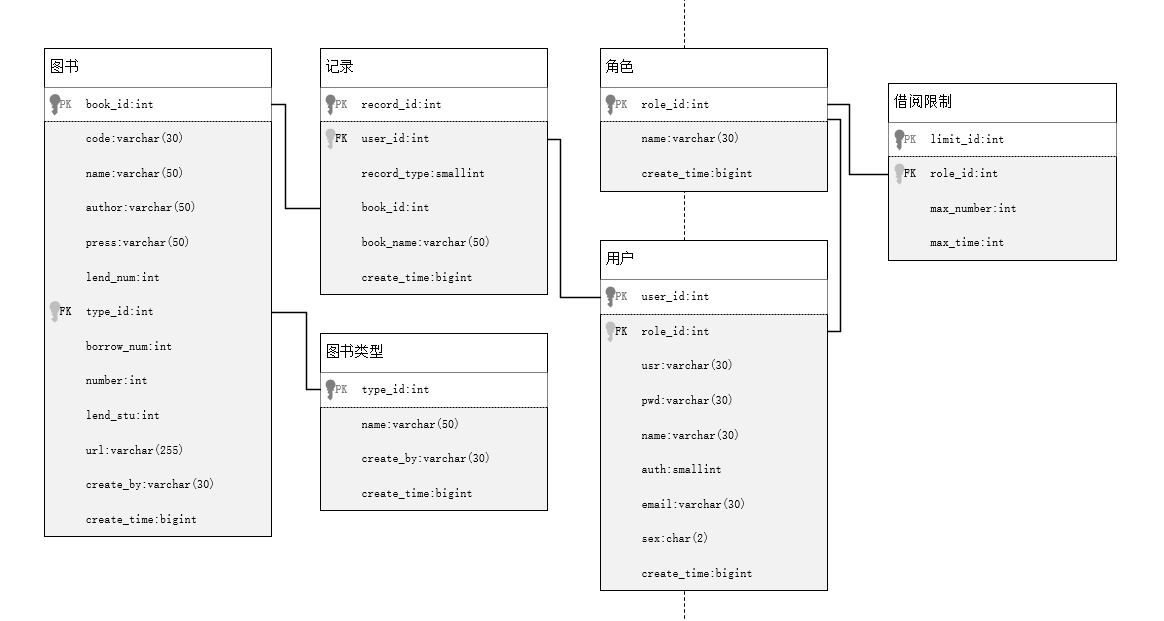 图书
PK book_id:int
code:varchar(30)
name:varchar(50)
author:varchar(50)
press:varchar(50)
lend_num:int
FK type_id:int
borrow_num:int
number:int
lend_stu:int
url:varchar(255)
create_by:varchar(30)
create_time:bigint
记录
PK record_id:int
FK user_id:int
record_type:smallint
book_id:int
book_name:varchar(50)
create_time:bigint
图书类型
PK type_id:int
name:varchar(50)
create_by:varchar(30)
create_time:bigint
角色
PK role_id:int
name:varchar(30)
create_time:bigint
用户
PK user_id:int
FK role_id:int
usr:varchar(30)
pwd:varchar(30)
name:varchar(30)
auth:smallint
email:varchar(30)
sex:char(2)
create_time:bigint
借阅限制
PK limit_id:int
FK role_id:int
max_number:int
max_time:int